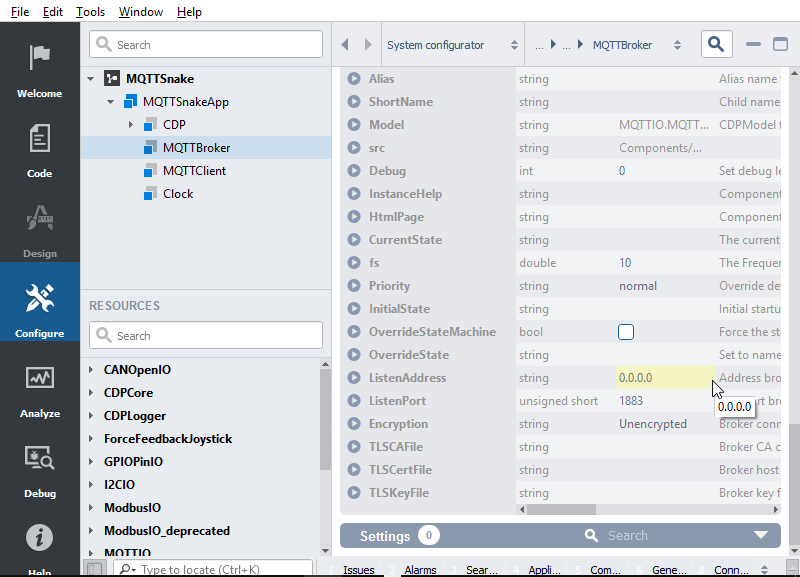 File Edit Tools Window Help
Welcome
Code
Design
Configure
Analyze
Debug
Help
Search
MQTTSnake
MQTTSnakeApp
CDP
MQTTBroker
MQTTClient
Clock
RESOURCES
Search
CANOpenIO
CDPCore
CDPLogger
ForceFeedbackJoystick
GPIOPinIO
I2CIO
ModbusIO
ModbusIO_deprecated
MQTTIO
System configurator ... ... MQTTBroker
Alias string Alias name
ShortName string Child name
Model string MQTTIO.MQTT... CDPModel
src string Components/...
Debug int 0 Set debug le
InstanceHelp string Component
HtmlPage string Component
CurrentState string The current
fs double 10 The Frequen
Priority string normal Override def
InitialState string Initial startu
OverrideStateMachine bool Force the st
OverrideState string Set to name
ListenAddress string 0.0.0.0 Address bro
ListenPort unsigned short 1883 rt bro
0.0.0.0
Encryption string Unencrypted Broker conn
TLSCAFile string Broker CA c
TLSCertFile string Broker host
TLSKeyFile string Broker key f
Settings 0 Search
Type to locate (Ctrl+K) 1 Issues 2 Alarms 3 Sear... 4 Appli... 5 Com... 6 Gene... 8 Conn...